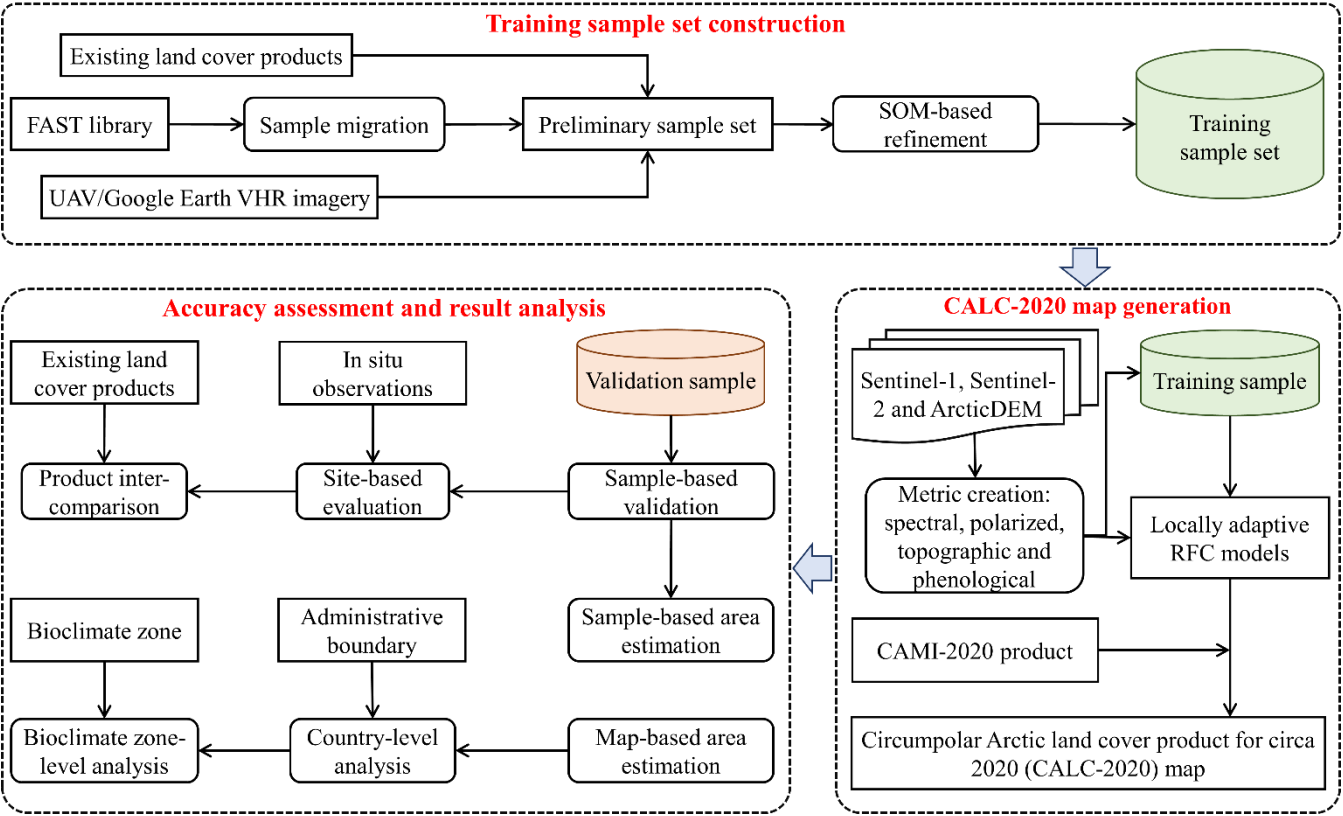 Training sample set construction
Existing land cover products
FAST library
Sample migration
Preliminary sample set
SOM-based
refinement
Training
sample set
UAV/Google Earth VHR imagery
Accuracy assessment and result analysis
Existing land
cover products
In situ
observations
Validation sample
Product inter-
comparison
Site-based
evaluation
Sample-based
validation
Bioclimate zone
Administrative
boundary
Sample-based area
estimation
Bioclimate zone-
level analysis
Country-level
analysis
Map-based area
estimation
CALC-2020 map generation
Sentinel-1, Sentinel-
2 and ArcticDEM
Training sample
Metric creation:
spectral, polarized,
topographic and
phenological
Locally adaptive
RFC models
CAMI-2020 product
Circumpolar Arctic land cover product for circa
2020 (CALC-2020) map